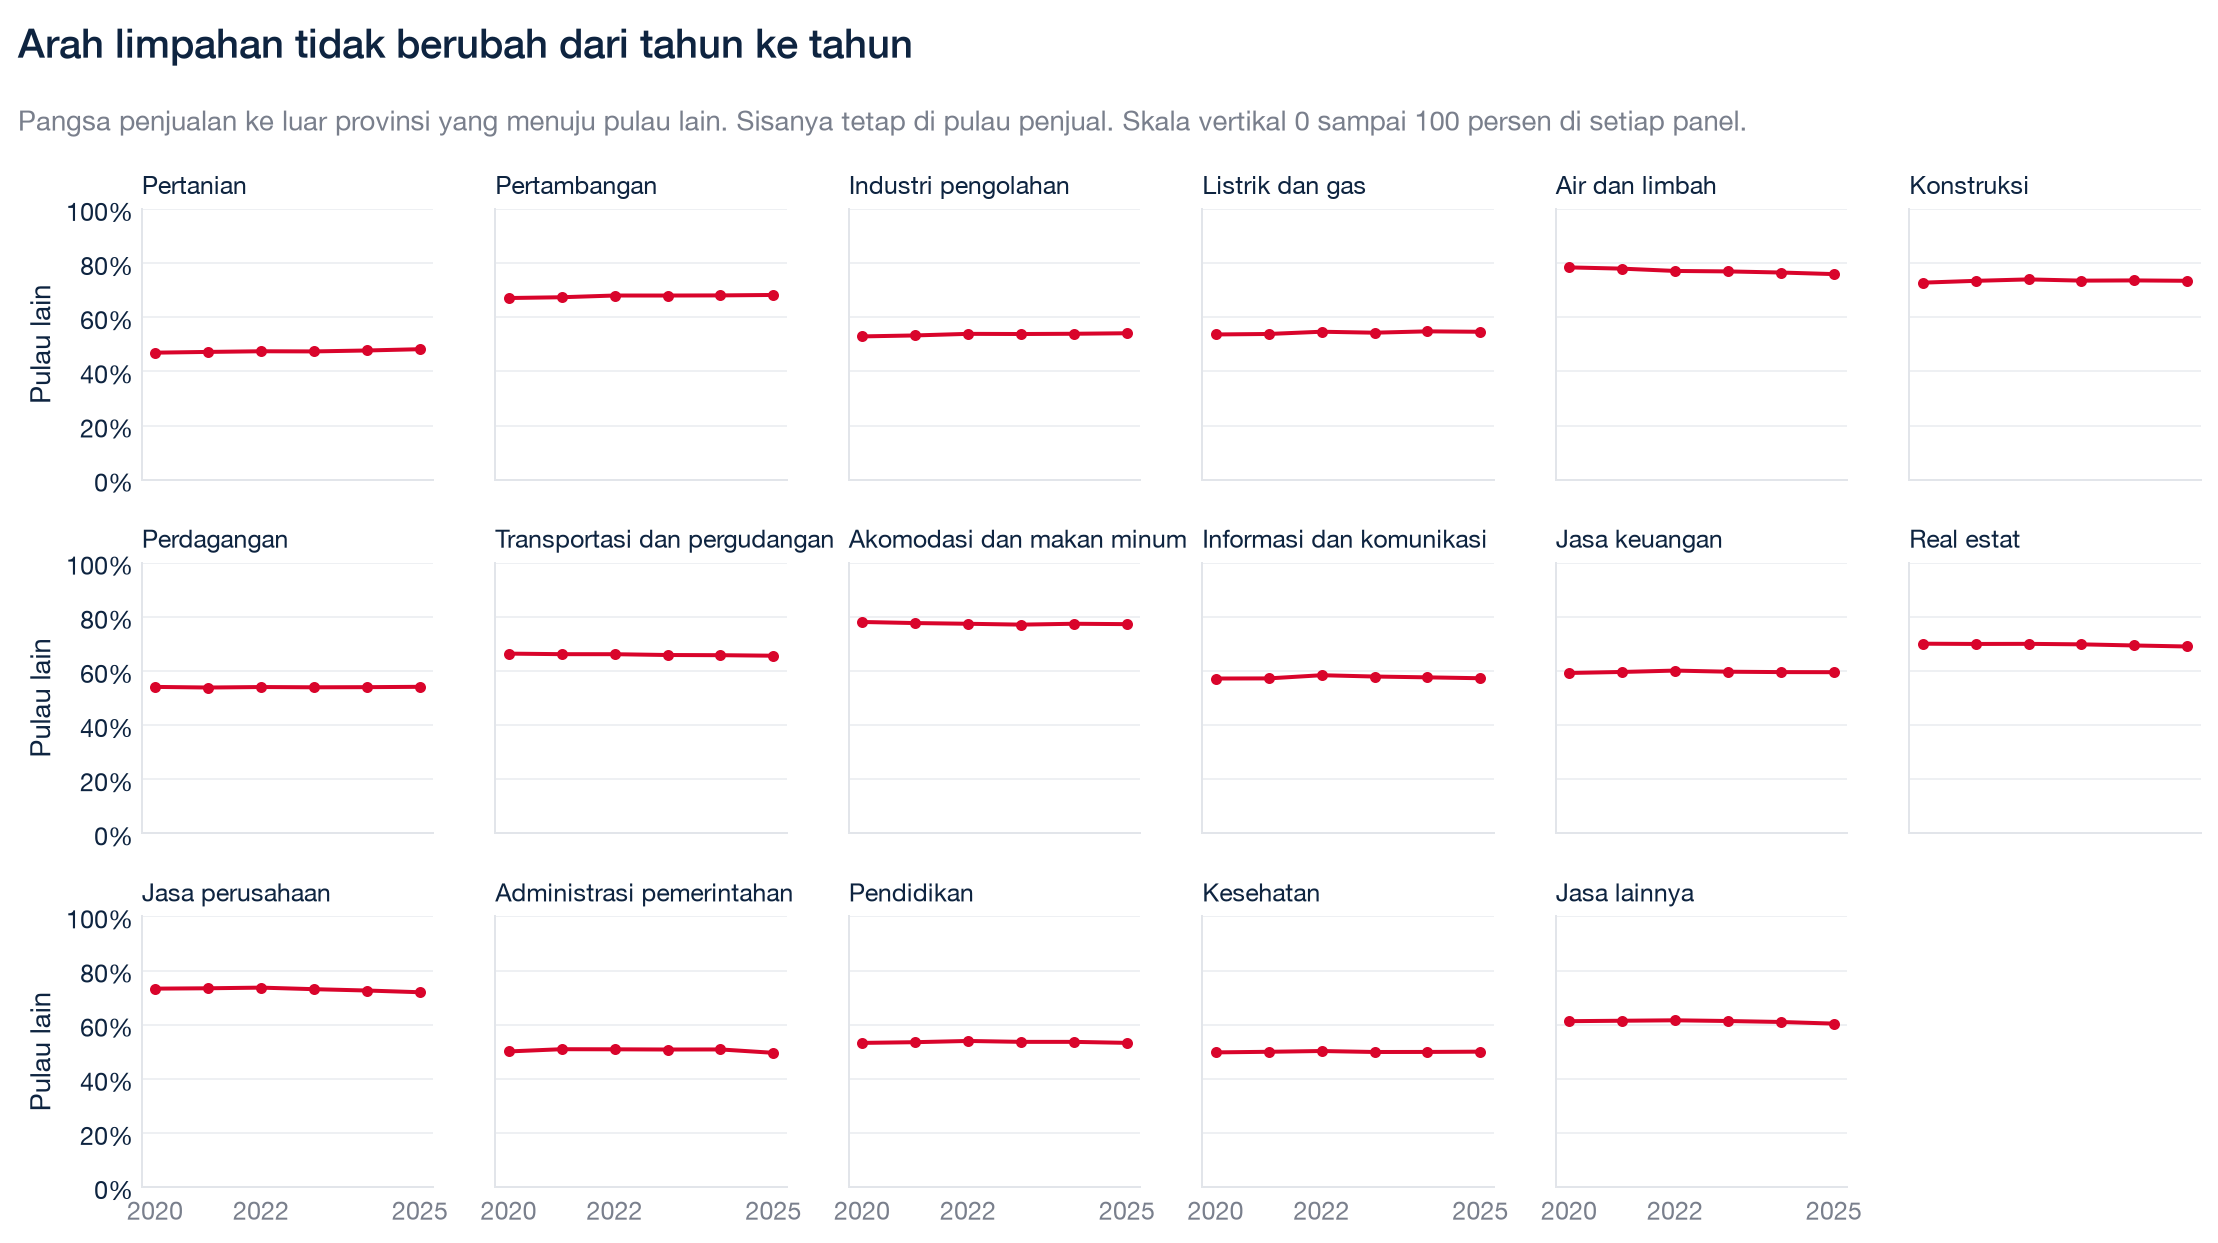 Arah limpahan tidak berubah dari tahun ke tahun
Pangsa penjualan ke luar provinsi yang menuju pulau lain. Sisanya tetap di pulau penjual. Skala vertikal 0 sampai 100 persen di setiap panel.
Pertanian Pertambangan Industri pengolahan Listrik dan gas Air dan limbah Konstruksi
Pulau lain
100%
80%
60%
40%
20%
0%
Perdagangan Transportasi dan pergudangan Akomodasi dan makan minum Informasi dan komunikasi Jasa keuangan Real estat
Pulau lain
100%
80%
60%
40%
20%
0%
Jasa perusahaan Administrasi pemerintahan Pendidikan Kesehatan Jasa lainnya
Pulau lain
100%
80%
60%
40%
20%
0%
2020 2022 2025 2020 2022 2025 2020 2022 2025 2020 2022 2025 2020 2022 2025